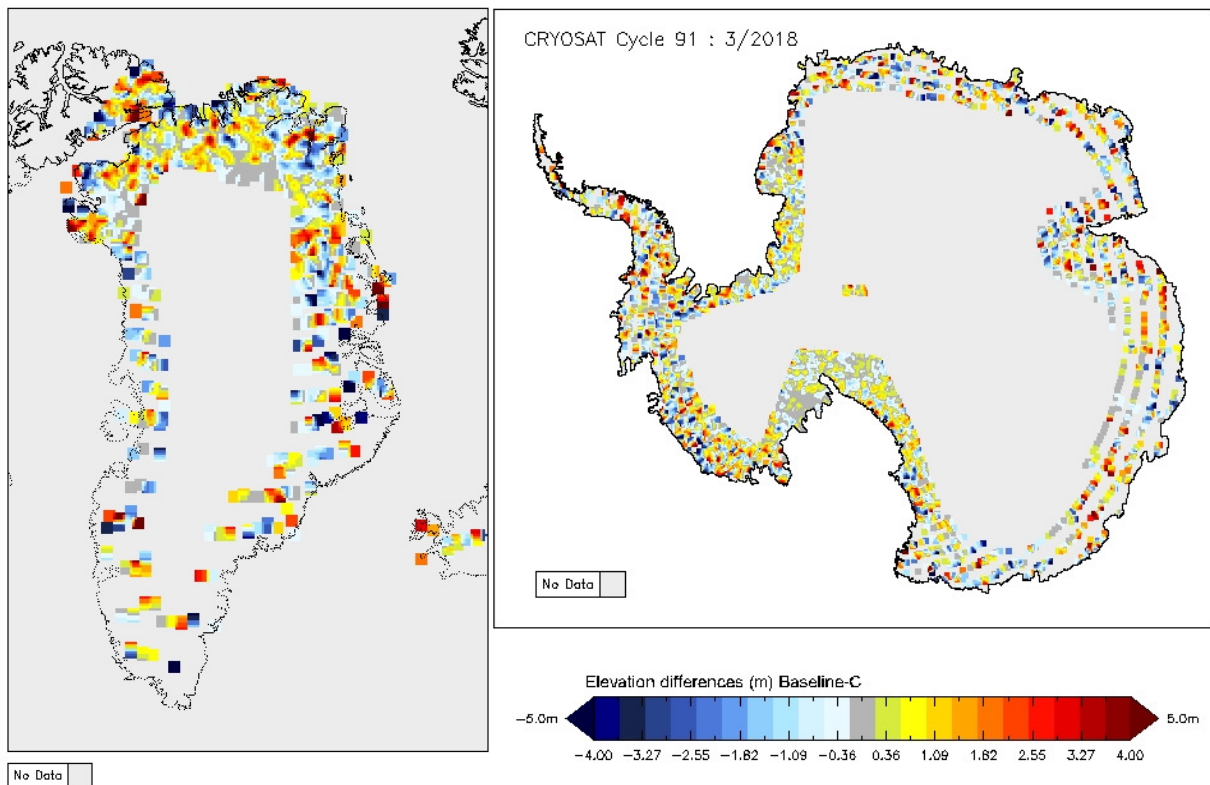 CRYOSAT Cycle 91 : 3/2018
No Data
Elevation differences (m) Baseline-C
-5.0m
5.0m
-4.00 -3.27 -2.55 -1.82 -1.09 -0.36 0.36 1.09 1.82 2.55 3.27 4.00
No Data